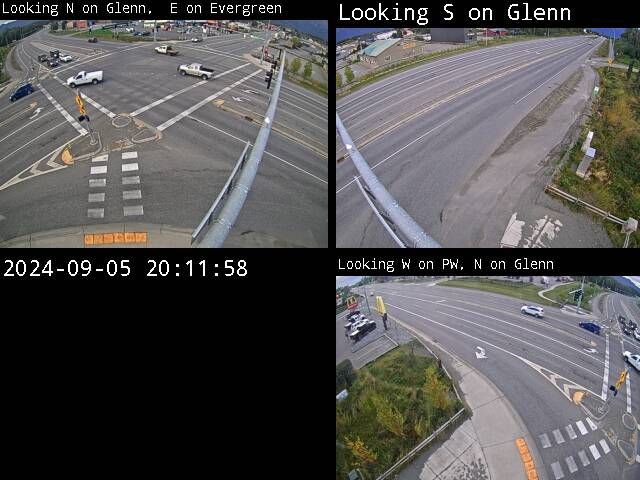 Looking N on Glenn, E on Evergreen
Looking S on Glenn
2024-09-05 20:11:58
Looking W on PW, N on Glenn